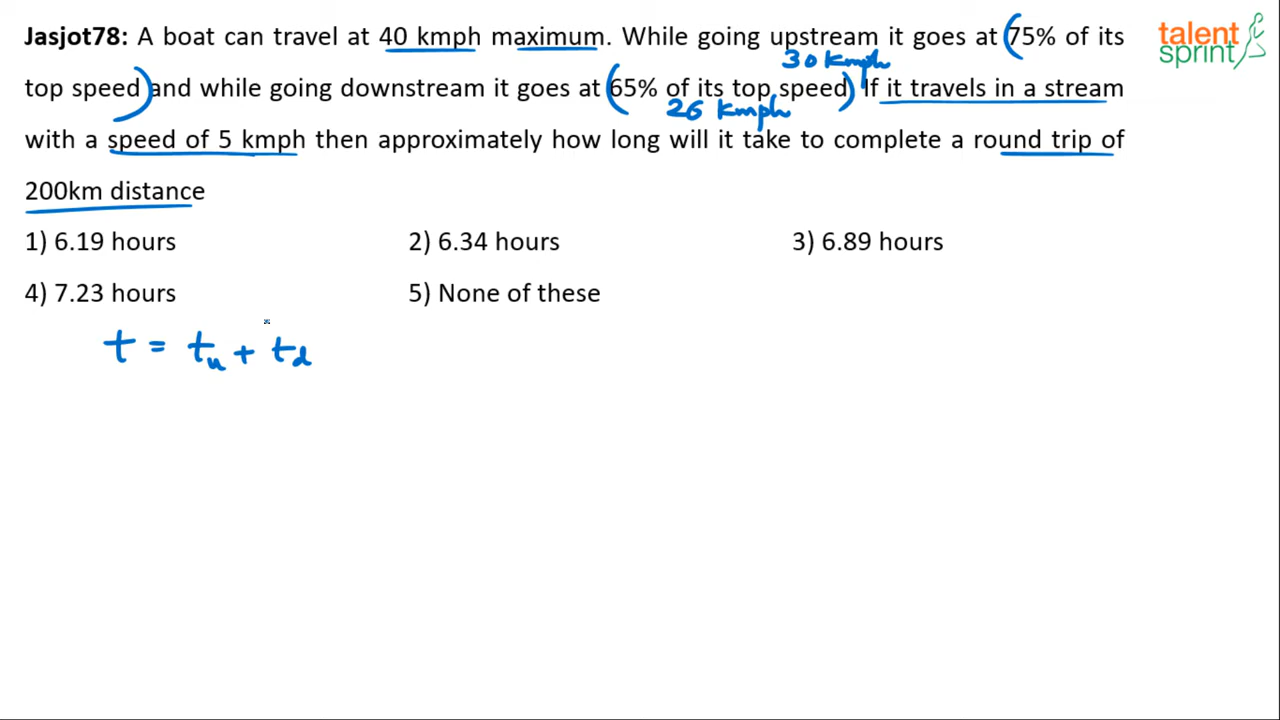 Jasjot78: A boat can travel at 40 kmph maximum. While going upstream it goes at (75% of its
talent
sprint
30 kmph
top speed) and while going downstream it goes at (65% of its top speed) If it travels in a stream
26 kmph
with a speed of 5 kmph then approximately how long will it take to complete a round trip of
200km distance
1) 6.19 hours 2) 6.34 hours 3) 6.89 hours
4) 7.23 hours 5) None of these
t = tu + td